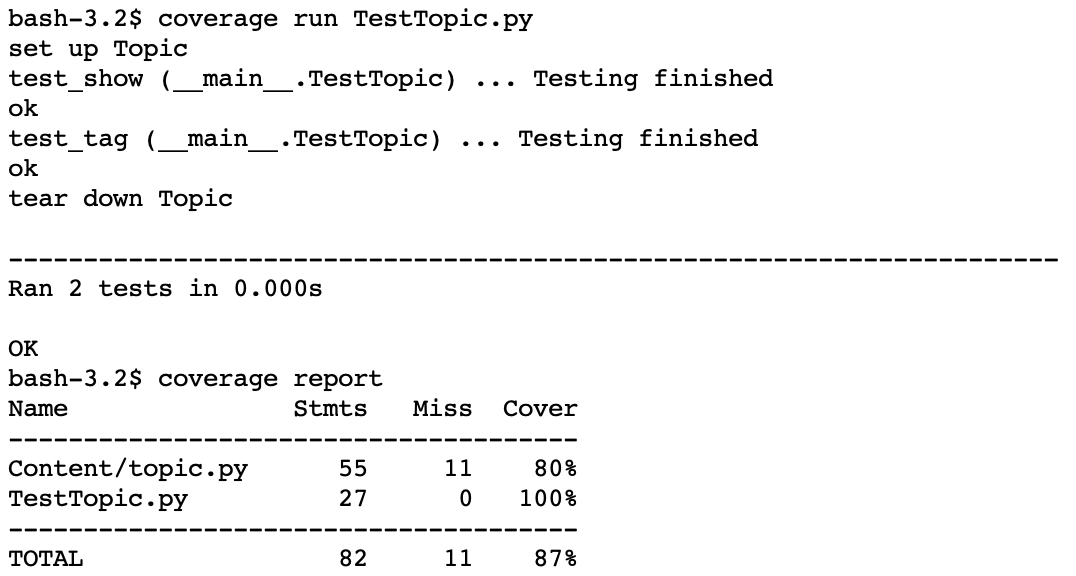 bash-3.2$ coverage run TestTopic.py
set up Topic
test_show (__main__.TestTopic) ... Testing finished
ok
test_tag (__main__.TestTopic) ... Testing finished
ok
tear down Topic
----------------------------------------------------------------------
Ran 2 tests in 0.000s
OK
bash-3.2$ coverage report
Name               Stmts   Miss  Cover
--------------------------------------
Content/topic.py      55     11    80%
TestTopic.py          27      0   100%
--------------------------------------
TOTAL                 82     11    87%